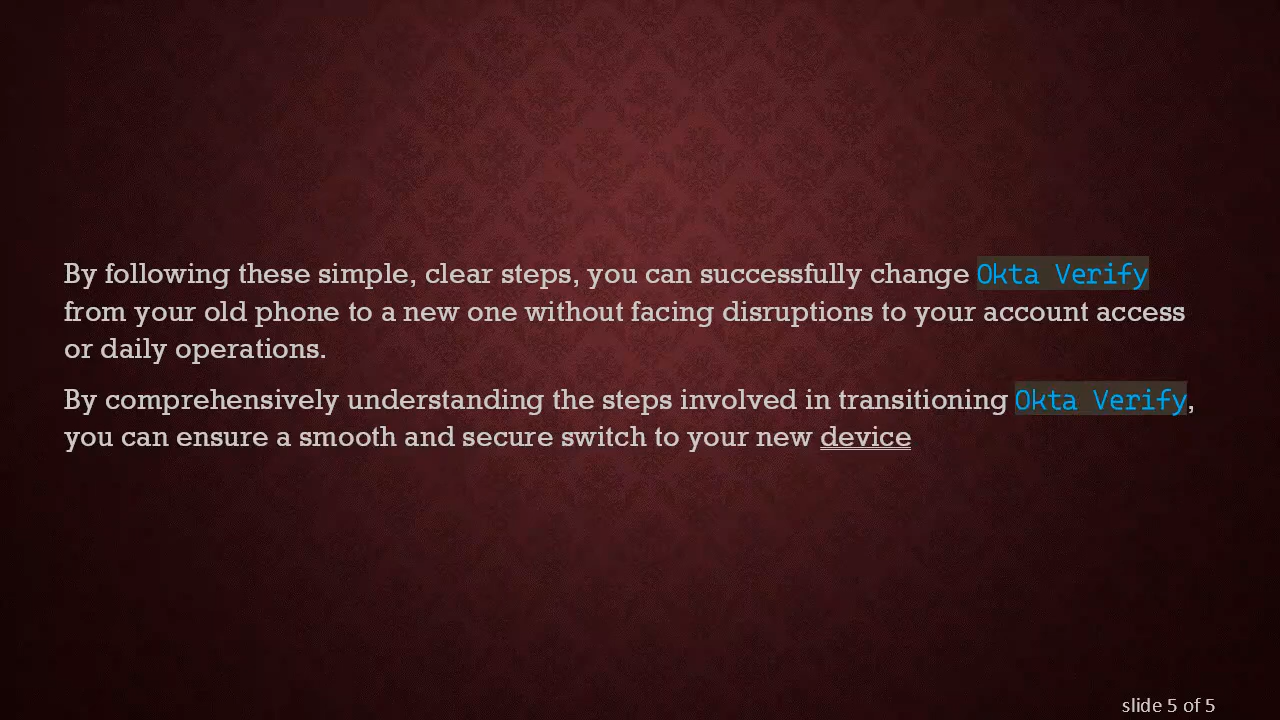 By following these simple, clear steps, you can successfully change Okta Verify
from your old phone to a new one without facing disruptions to your account access
or daily operations.
By comprehensively understanding the steps involved in transitioning Okta Verify,
you can ensure a smooth and secure switch to your new device
slide 5 of 5